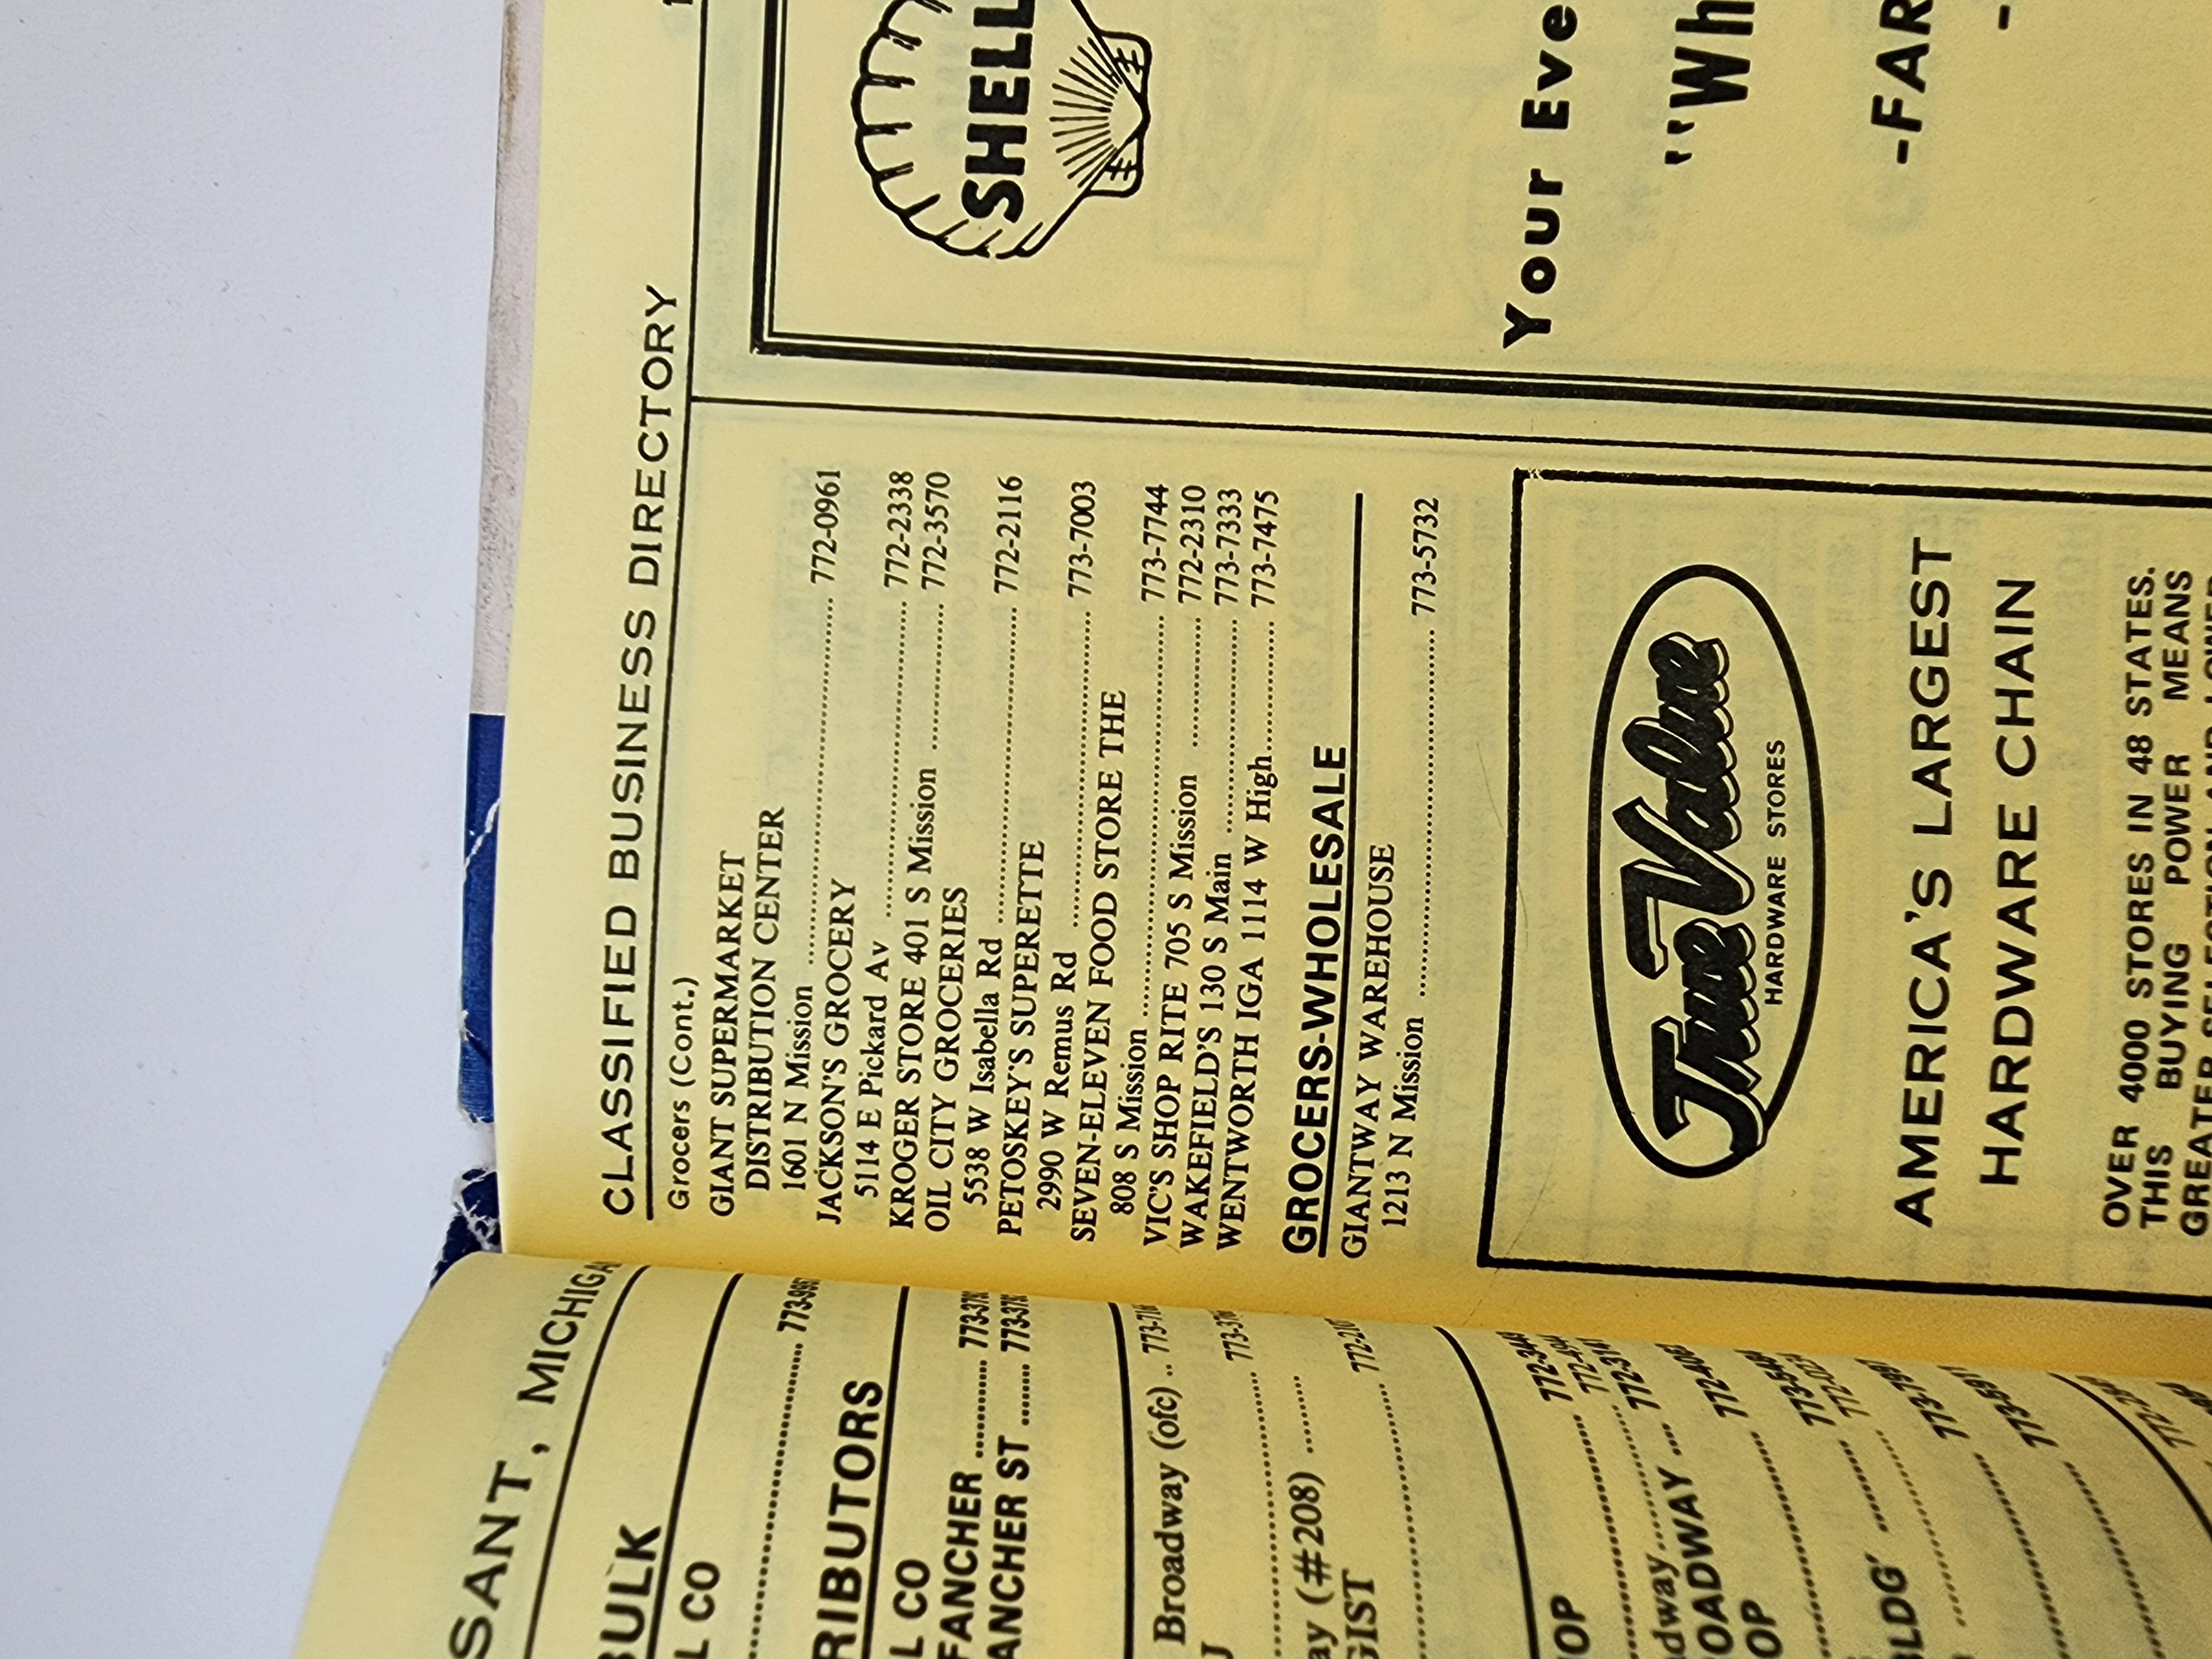 SANT, MICHIGA
BULK
L CO
RIBUTORS
L CO
FANCHER
ANCHER ST
Broadway (ofc) ..
J
ay (#208)
GIST
OP
adway
OADWAY
OP
BLDG
CLASSIFIED BUSINESS DIRECTORY
Grocers (Cont.)
GIANT SUPERMARKET
DISTRIBUTION CENTER
1601 N Mission ........ 772-0961
JACKSON'S GROCERY
5114 E Pickard Av ........ 772-2338
KROGER STORE 401 S Mission ........ 772-3570
OIL CITY GROCERIES
5538 W Isabella Rd ........ 772-2116
PETOSKEY'S SUPERETTE
2990 W Remus Rd ........ 773-7003
SEVEN-ELEVEN FOOD STORE THE
808 S Mission ........ 773-7744
VIC'S SHOP RITE 705 S Mission ........ 772-2310
WAKEFIELD'S 130 S Main ........ 773-7333
WENTWORTH IGA 1114 W High ........ 773-7475
GROCERS-WHOLESALE
GIANTWAY WAREHOUSE
1213 N Mission ........ 773-5732
True Value
HARDWARE STORES
AMERICA'S LARGEST
HARDWARE CHAIN
OVER 4000 STORES IN 48 STATES.
THIS BUYING POWER MEANS
SHELL
Your Eve
"Wh
-FAR